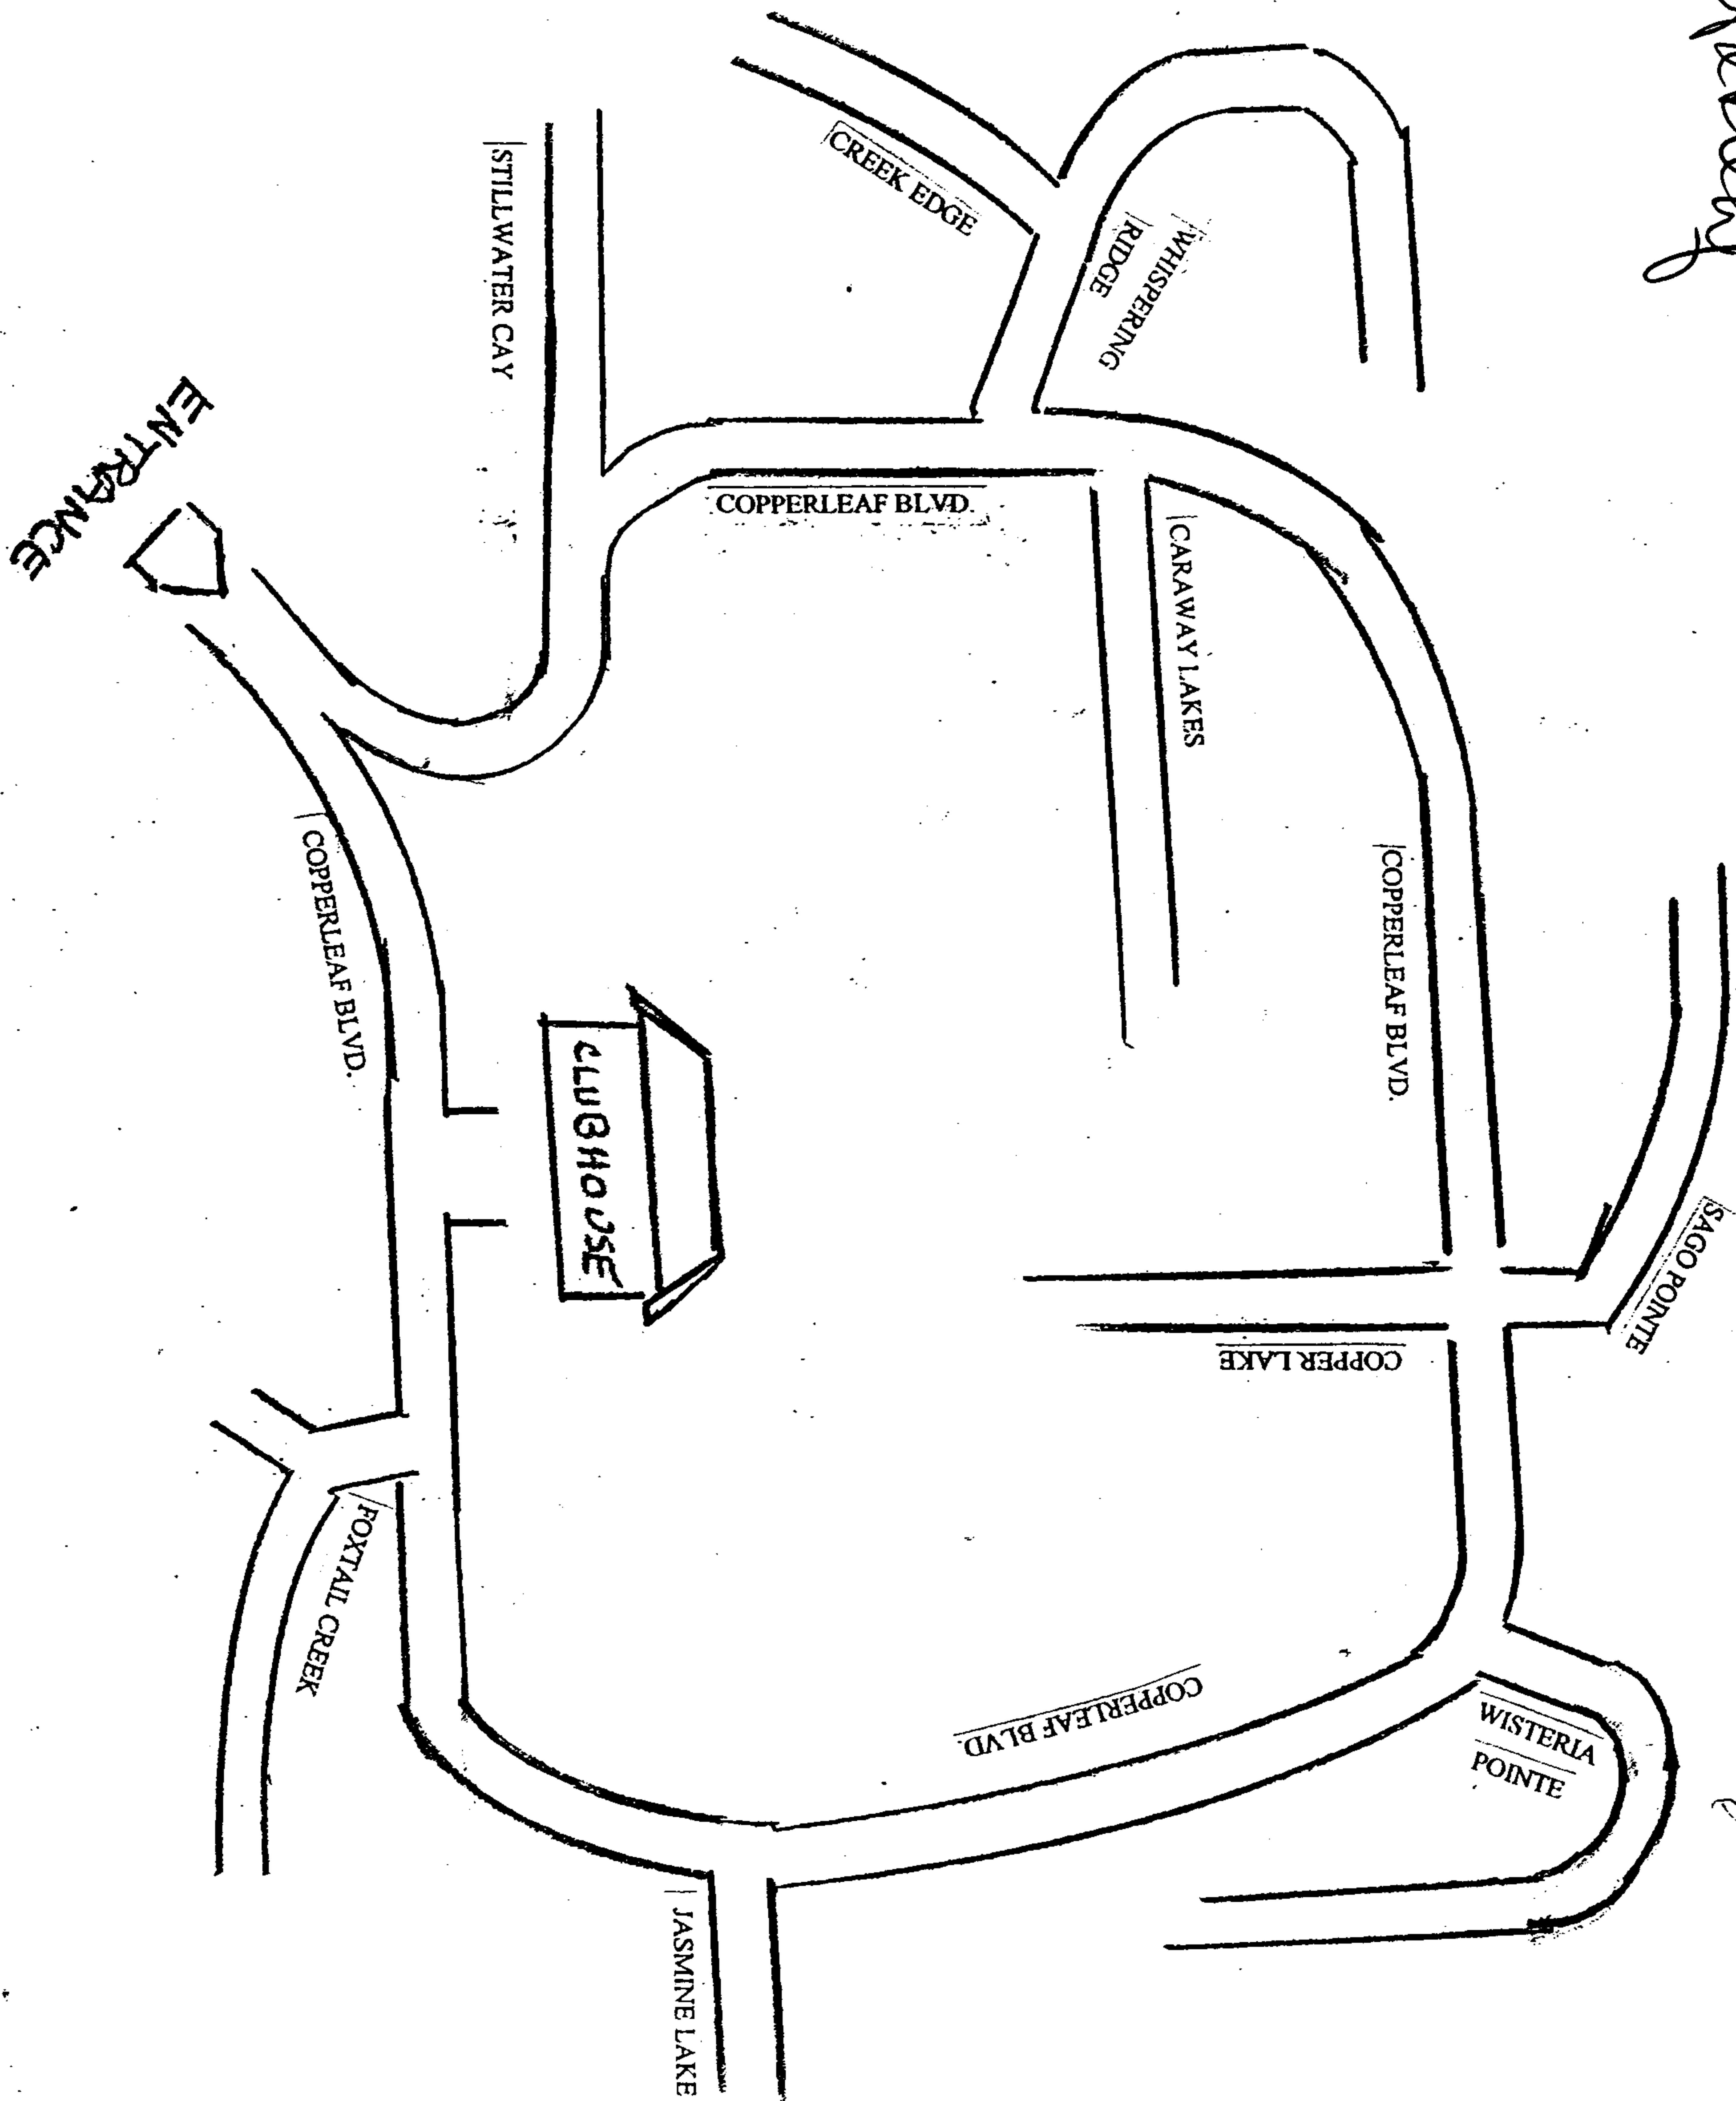 CREEK EDGE
WHISPERING
RIDGE
STILLWATER CAY
ENTRANCE
COPPERLEAF BLVD.
CARAWAY LAKES
COPPERLEAF BLVD.
COPPERLEAF BLVD.
CLUBHOUSE
SAGO POINTE
COPPER LAKE
FOXTAIL CREEK
COPPERLEAF BLVD.
WISTERIA
POINTE
JASMINE LAKE